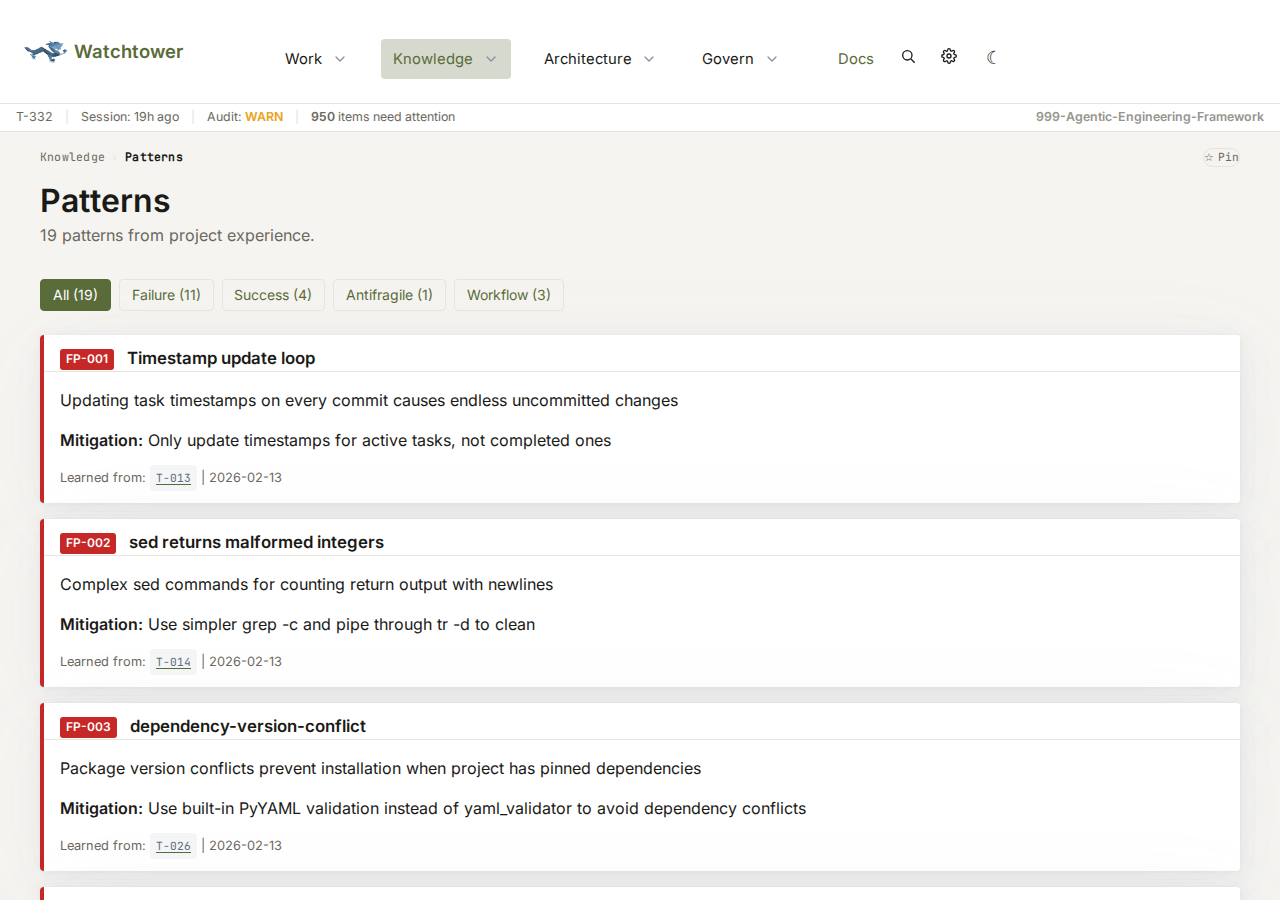 Watchtower
Work
Knowledge
Architecture
Govern
Docs
T-332
Session: 19h ago
Audit: WARN
950 items need attention
999-Agentic-Engineering-Framework
Knowledge › Patterns
☆ Pin
Patterns
19 patterns from project experience.
All (19)
Failure (11)
Success (4)
Antifragile (1)
Workflow (3)
FP-001 Timestamp update loop
Updating task timestamps on every commit causes endless uncommitted changes
Mitigation: Only update timestamps for active tasks, not completed ones
Learned from: T-013 | 2026-02-13
FP-002 sed returns malformed integers
Complex sed commands for counting return output with newlines
Mitigation: Use simpler grep -c and pipe through tr -d to clean
Learned from: T-014 | 2026-02-13
FP-003 dependency-version-conflict
Package version conflicts prevent installation when project has pinned dependencies
Mitigation: Use built-in PyYAML validation instead of yaml_validator to avoid dependency conflicts
Learned from: T-026 | 2026-02-13